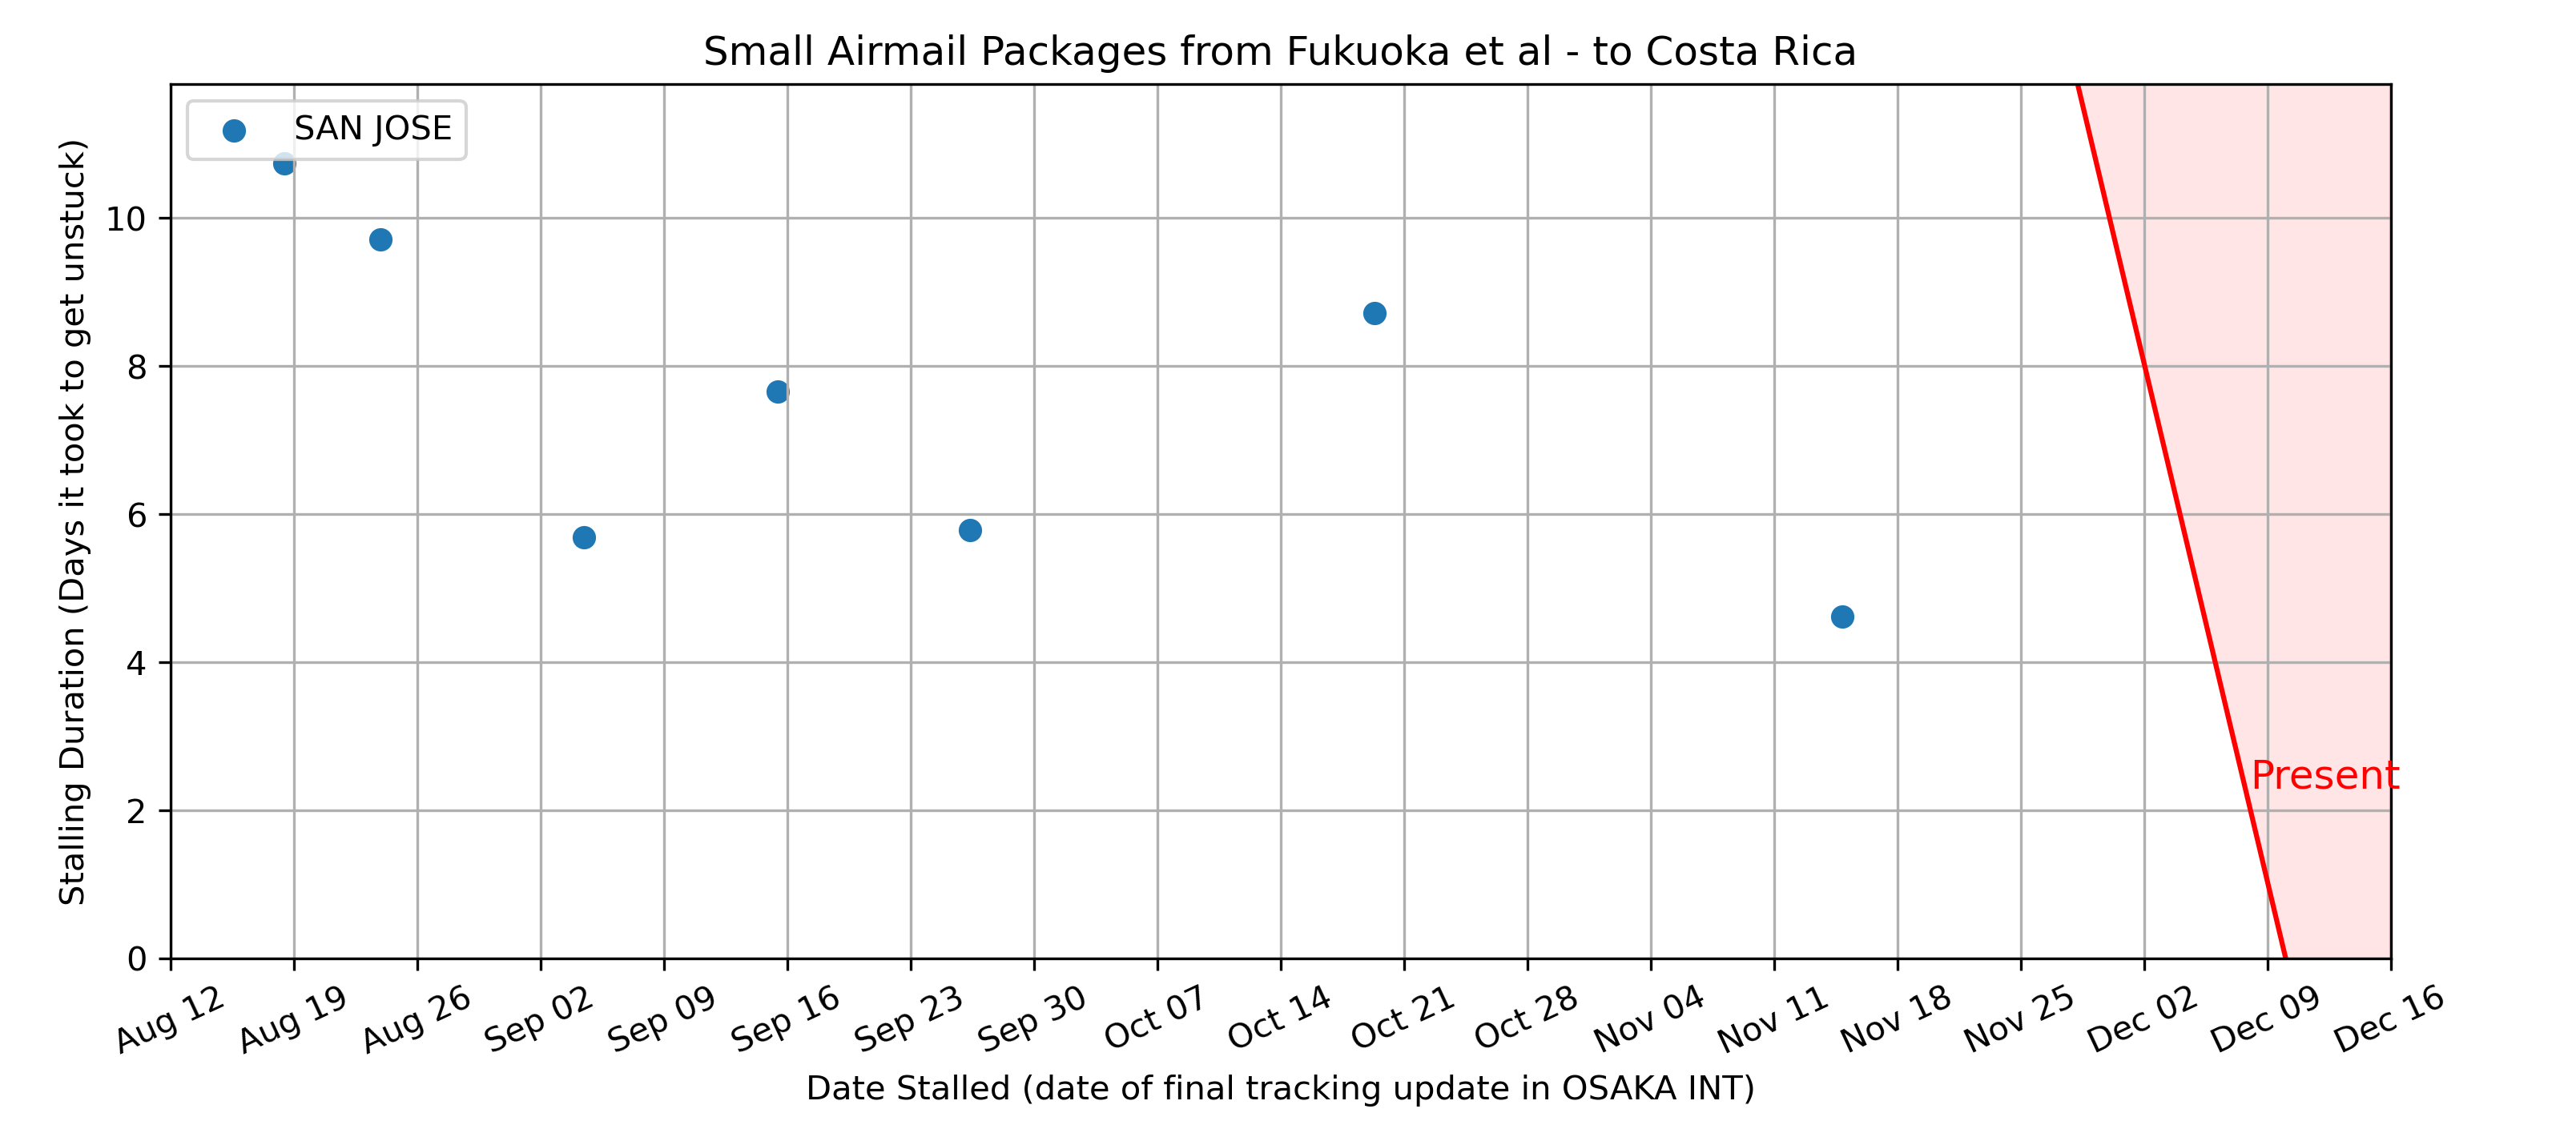 Small Airmail Packages from Fukuoka et al - to Costa Rica
SAN JOSE
Stalling Duration (Days it took to get unstuck)
10
8
6
4
2
0
Present
Aug 12
Aug 19
Aug 26
Sep 02
Sep 09
Sep 16
Sep 23
Sep 30
Oct 07
Oct 14
Oct 21
Oct 28
Nov 04
Nov 11
Nov 18
Nov 25
Dec 02
Dec 09
Dec 16
Date Stalled (date of final tracking update in OSAKA INT)